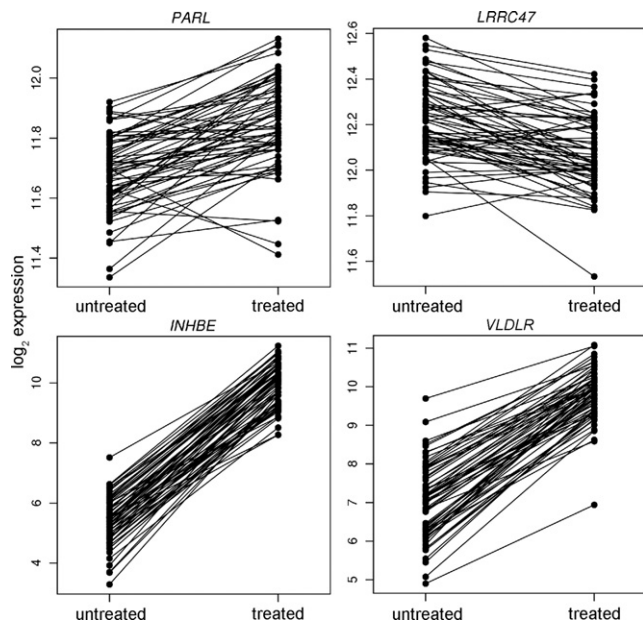 PARL
LRRC47
12.0
11.8
11.6
11.4
12.6
12.4
12.2
12.0
11.8
11.6
untreated
treated
untreated
treated
log2 expression
INHBE
VLDLR
10
8
6
4
11
10
9
8
7
6
5
untreated
treated
untreated
treated